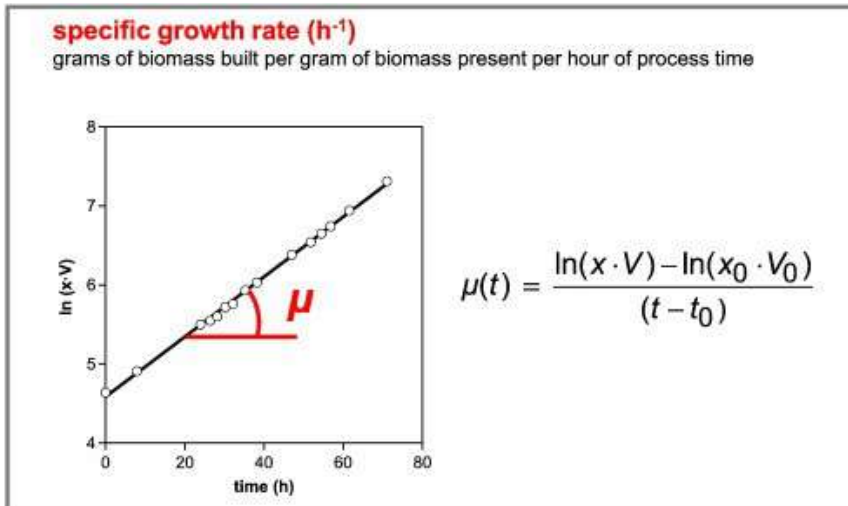 specific growth rate (h⁻¹)
grams of biomass built per gram of biomass present per hour of process time
8
7
6
5
4
ln (x·V)
μ
0
20
40
60
80
time (h)
μ(t) = (ln(x·V) – ln(x₀·V₀)) / (t – t₀)